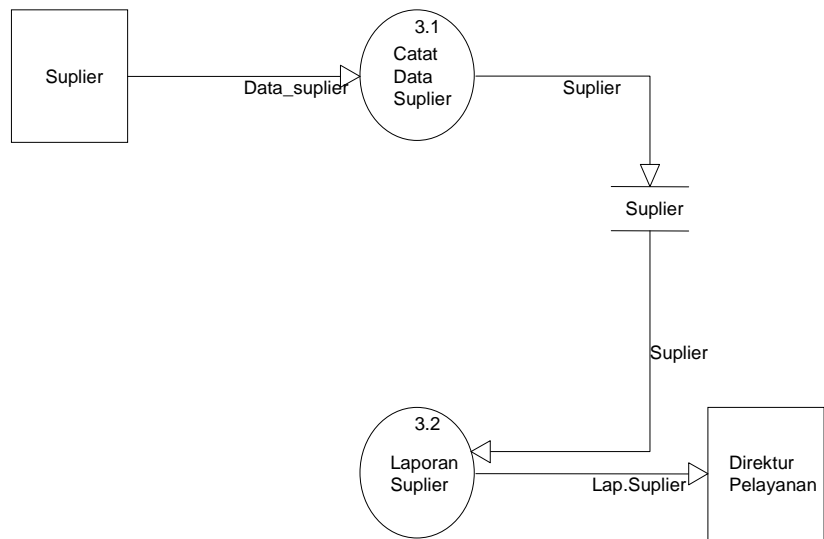 Suplier
Data_suplier
3.1
Catat
Data
Suplier
Suplier
Suplier
Suplier
3.2
Laporan
Suplier
Lap.Suplier
Direktur
Pelayanan